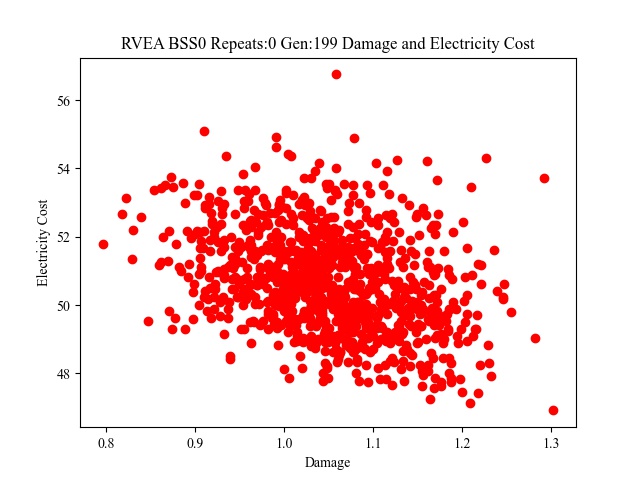 RVEA BSS0 Repeats:0 Gen:199 Damage and Electricity Cost
56
54
52
50
48
Electricity Cost
0.8 0.9 1.0 1.1 1.2 1.3
Damage